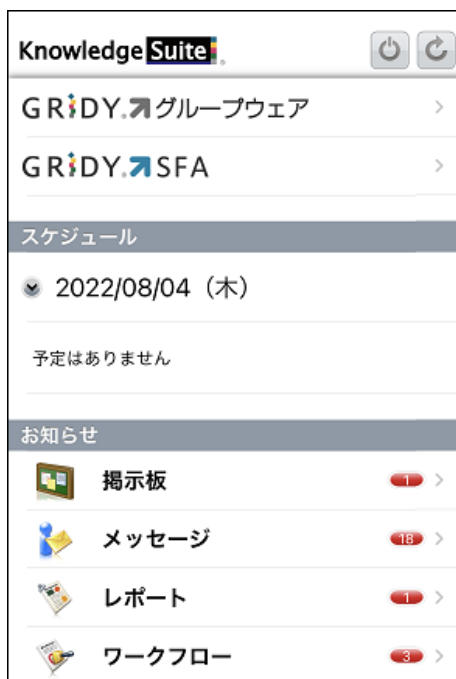 Knowledge Suite
GRiDY.グループウェア
GRiDY.SFA
スケジュール
2022/08/04（木）
予定はありません
お知らせ
掲示板 1
メッセージ 18
レポート 1
ワークフロー 3